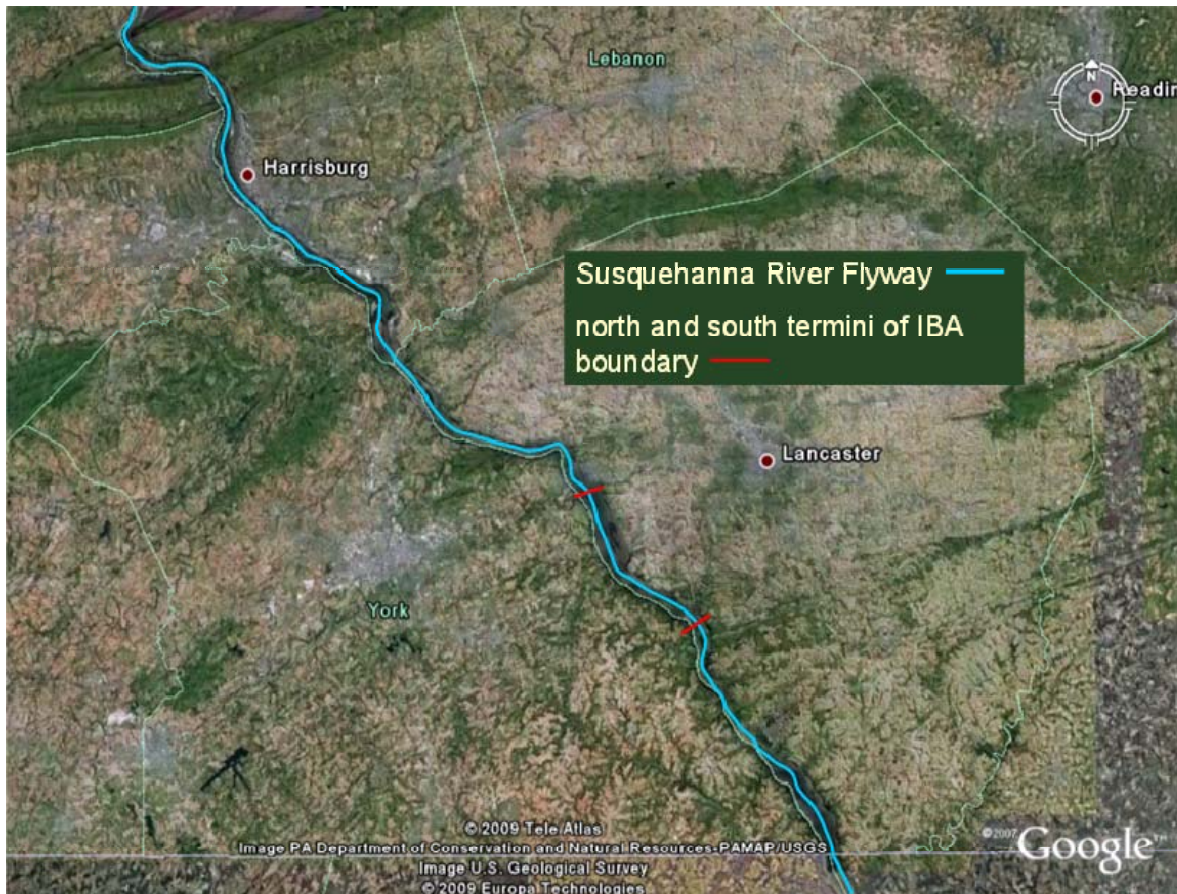 Lebanon
N
Harrisburg
Susquehanna River Flyway
north and south termini of IBA
boundary
Lancaster
York
© 2009 Tele Atlas
Image PA Department of Conservation and Natural Resources-PAMAP/USGS
Image U.S. Geological Survey
© 2009 Europa Technologies
©2007 Google™